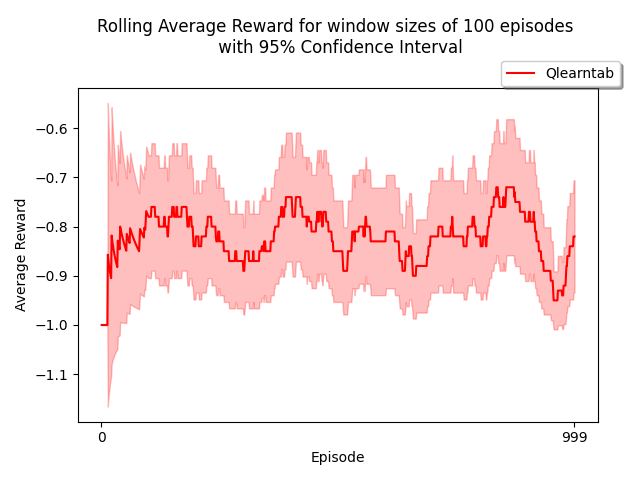 Rolling Average Reward for window sizes of 100 episodes
with 95% Confidence Interval
Qlearntab
−0.6
−0.7
−0.8
−0.9
−1.0
−1.1
Average Reward
0
999
Episode